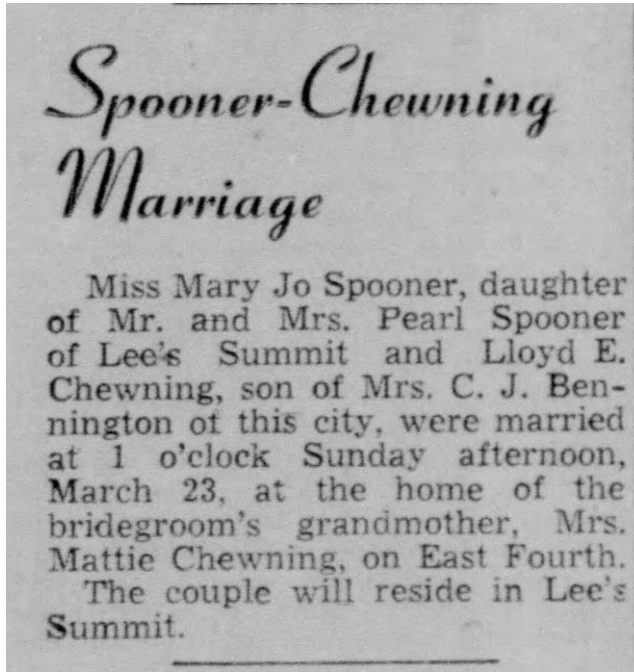 Spooner-Chewning
Marriage
Miss Mary Jo Spooner, daughter
of Mr. and Mrs. Pearl Spooner
of Lee's Summit and Lloyd E.
Chewning, son of Mrs. C. J. Ben-
nington of this city, were married
at 1 o'clock Sunday afternoon,
March 23, at the home of the
bridegroom's grandmother, Mrs.
Mattie Chewning, on East Fourth.
The couple will reside in Lee's
Summit.